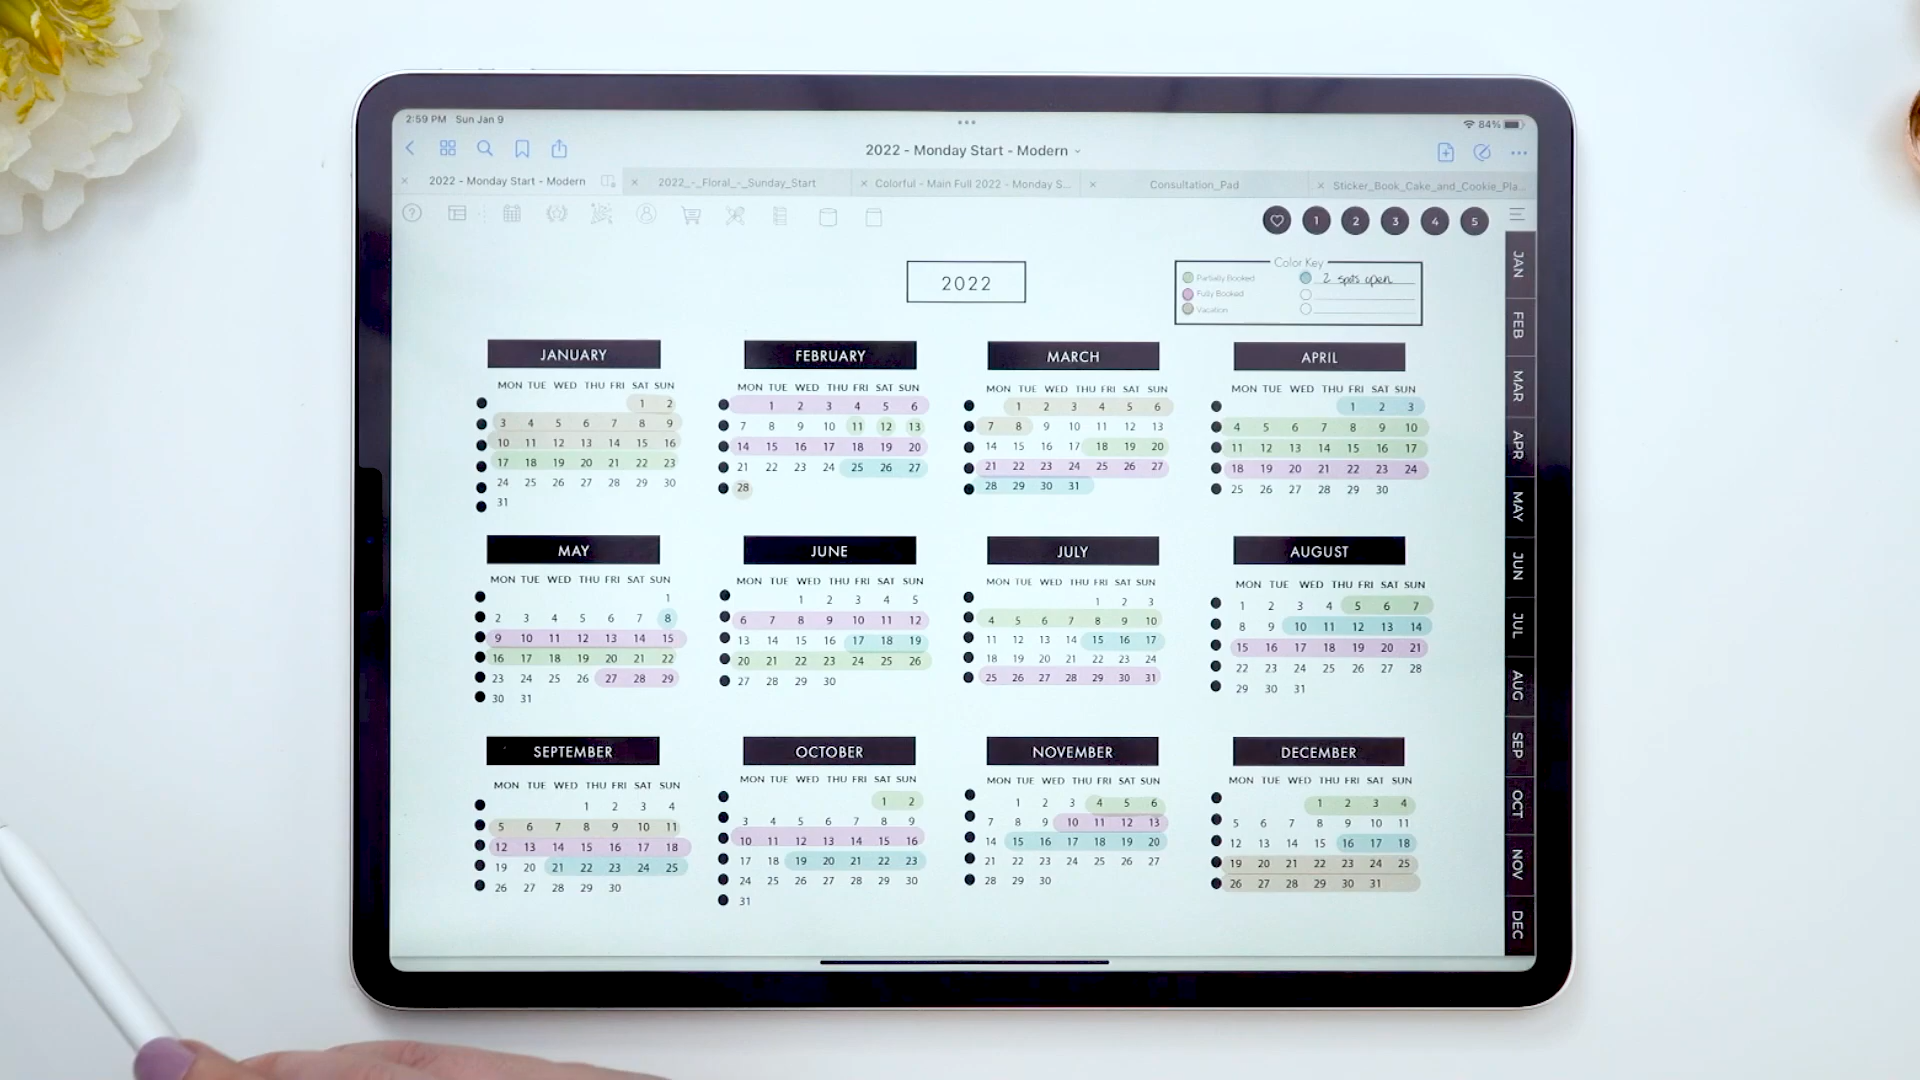 2:59 PM Sun Jan 9
84%
2022 - Monday Start - Modern
2022 - Monday Start - Modern
2022_-_Floral_-_Sunday_Start
Colorful - Main Full 2022 - Monday S...
Consultation_Pad
Sticker_Book_Cake_and_Cookie_Pla...
1 2 3 4 5
2022
Color Key
Partially Booked 2 spots open
Fully Booked
Vacation
JANUARY
MON TUE WED THU FRI SAT SUN
1 2
3 4 5 6 7 8 9
10 11 12 13 14 15 16
17 18 19 20 21 22 23
24 25 26 27 28 29 30
31
FEBRUARY
MON TUE WED THU FRI SAT SUN
1 2 3 4 5 6
7 8 9 10 11 12 13
14 15 16 17 18 19 20
21 22 23 24 25 26 27
28
MARCH
MON TUE WED THU FRI SAT SUN
1 2 3 4 5 6
7 8 9 10 11 12 13
14 15 16 17 18 19 20
21 22 23 24 25 26 27
28 29 30 31
APRIL
MON TUE WED THU FRI SAT SUN
1 2 3
4 5 6 7 8 9 10
11 12 13 14 15 16 17
18 19 20 21 22 23 24
25 26 27 28 29 30
MAY
MON TUE WED THU FRI SAT SUN
1
2 3 4 5 6 7 8
9 10 11 12 13 14 15
16 17 18 19 20 21 22
23 24 25 26 27 28 29
30 31
JUNE
MON TUE WED THU FRI SAT SUN
1 2 3 4 5
6 7 8 9 10 11 12
13 14 15 16 17 18 19
20 21 22 23 24 25 26
27 28 29 30
JULY
MON TUE WED THU FRI SAT SUN
1 2 3
4 5 6 7 8 9 10
11 12 13 14 15 16 17
18 19 20 21 22 23 24
25 26 27 28 29 30 31
AUGUST
MON TUE WED THU FRI SAT SUN
1 2 3 4 5 6 7
8 9 10 11 12 13 14
15 16 17 18 19 20 21
22 23 24 25 26 27 28
29 30 31
SEPTEMBER
MON TUE WED THU FRI SAT SUN
1 2 3 4
5 6 7 8 9 10 11
12 13 14 15 16 17 18
19 20 21 22 23 24 25
26 27 28 29 30
OCTOBER
MON TUE WED THU FRI SAT SUN
1 2
3 4 5 6 7 8 9
10 11 12 13 14 15 16
17 18 19 20 21 22 23
24 25 26 27 28 29 30
31
NOVEMBER
MON TUE WED THU FRI SAT SUN
1 2 3 4 5 6
7 8 9 10 11 12 13
14 15 16 17 18 19 20
21 22 23 24 25 26 27
28 29 30
DECEMBER
MON TUE WED THU FRI SAT SUN
1 2 3 4
5 6 7 8 9 10 11
12 13 14 15 16 17 18
19 20 21 22 23 24 25
26 27 28 29 30 31
JAN
FEB
MAR
APR
MAY
JUN
JUL
AUG
SEP
OCT
NOV
DEC